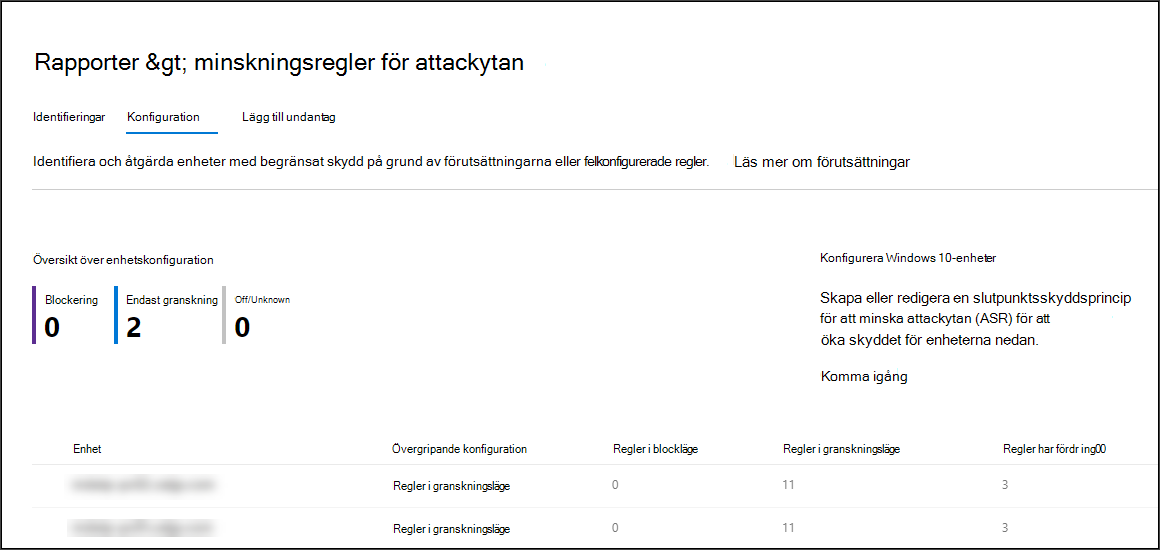 Rapporter &gt; minskningsregler för attackytan
Identifieringar Konfiguration Lägg till undantag
Identifiera och åtgärda enheter med begränsat skydd på grund av förutsättningarna eller felkonfigurerade regler. Läs mer om förutsättningar
Översikt över enhetskonfiguration
Blockering Endast granskning Off/Unknown
0 2 0
Konfigurera Windows 10-enheter
Skapa eller redigera en slutpunktsskyddsprincip
för att minska attackytan (ASR) för att
öka skyddet för enheterna nedan.
Komma igång
Enhet Övergripande konfiguration Regler i blockläge Regler i granskningsläge Regler har fördr ing00
Regler i granskningsläge 0 11 3
Regler i granskningsläge 0 11 3